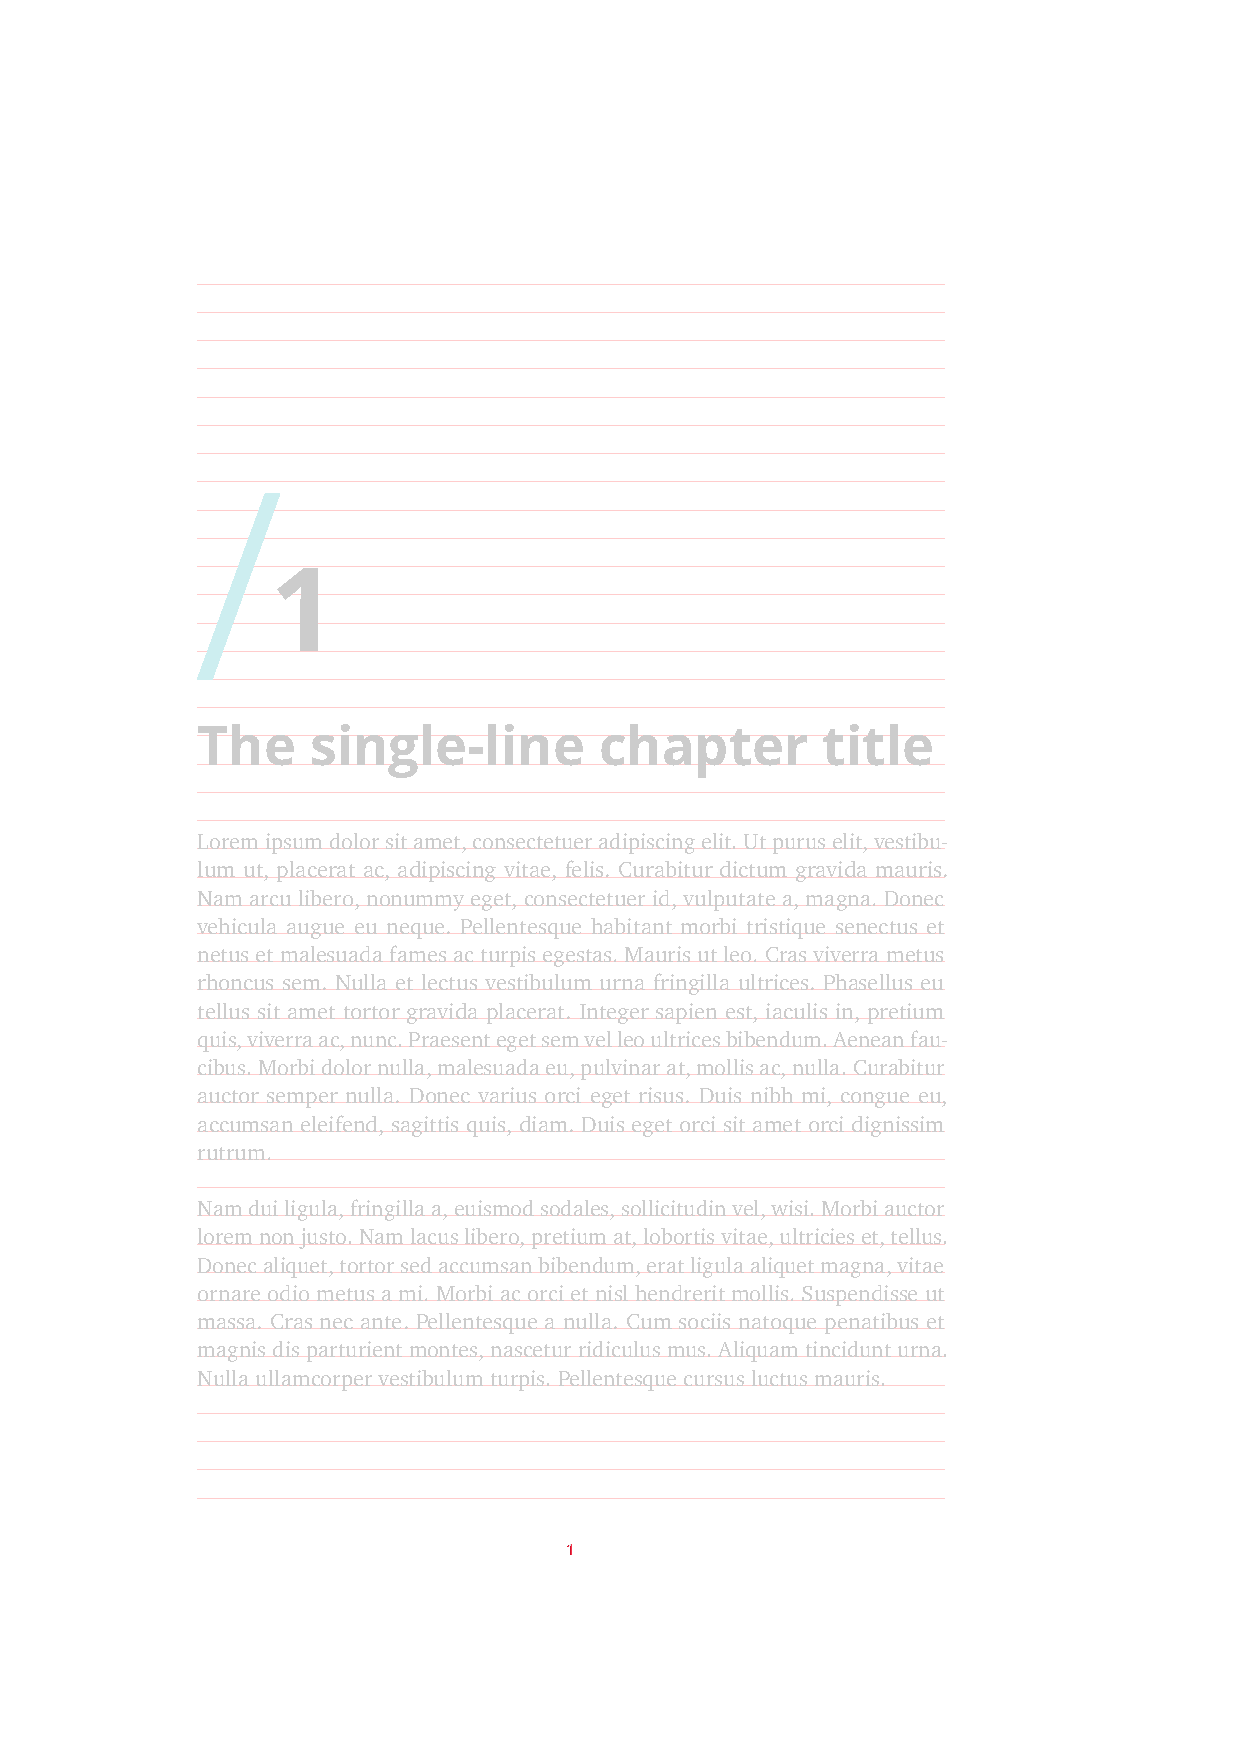 /1
The single-line chapter title
Lorem ipsum dolor sit amet, consectetuer adipiscing elit. Ut purus elit, vestibu-
lum ut, placerat ac, adipiscing vitae, felis. Curabitur dictum gravida mauris.
Nam arcu libero, nonummy eget, consectetuer id, vulputate a, magna. Donec
vehicula augue eu neque. Pellentesque habitant morbi tristique senectus et
netus et malesuada fames ac turpis egestas. Mauris ut leo. Cras viverra metus
rhoncus sem. Nulla et lectus vestibulum urna fringilla ultrices. Phasellus eu
tellus sit amet tortor gravida placerat. Integer sapien est, iaculis in, pretium
quis, viverra ac, nunc. Praesent eget sem vel leo ultrices bibendum. Aenean fau-
cibus. Morbi dolor nulla, malesuada eu, pulvinar at, mollis ac, nulla. Curabitur
auctor semper nulla. Donec varius orci eget risus. Duis nibh mi, congue eu,
accumsan eleifend, sagittis quis, diam. Duis eget orci sit amet orci dignissim
rutrum.
Nam dui ligula, fringilla a, euismod sodales, sollicitudin vel, wisi. Morbi auctor
lorem non justo. Nam lacus libero, pretium at, lobortis vitae, ultricies et, tellus.
Donec aliquet, tortor sed accumsan bibendum, erat ligula aliquet magna, vitae
ornare odio metus a mi. Morbi ac orci et nisl hendrerit mollis. Suspendisse ut
massa. Cras nec ante. Pellentesque a nulla. Cum sociis natoque penatibus et
magnis dis parturient montes, nascetur ridiculus mus. Aliquam tincidunt urna.
Nulla ullamcorper vestibulum turpis. Pellentesque cursus luctus mauris.
1